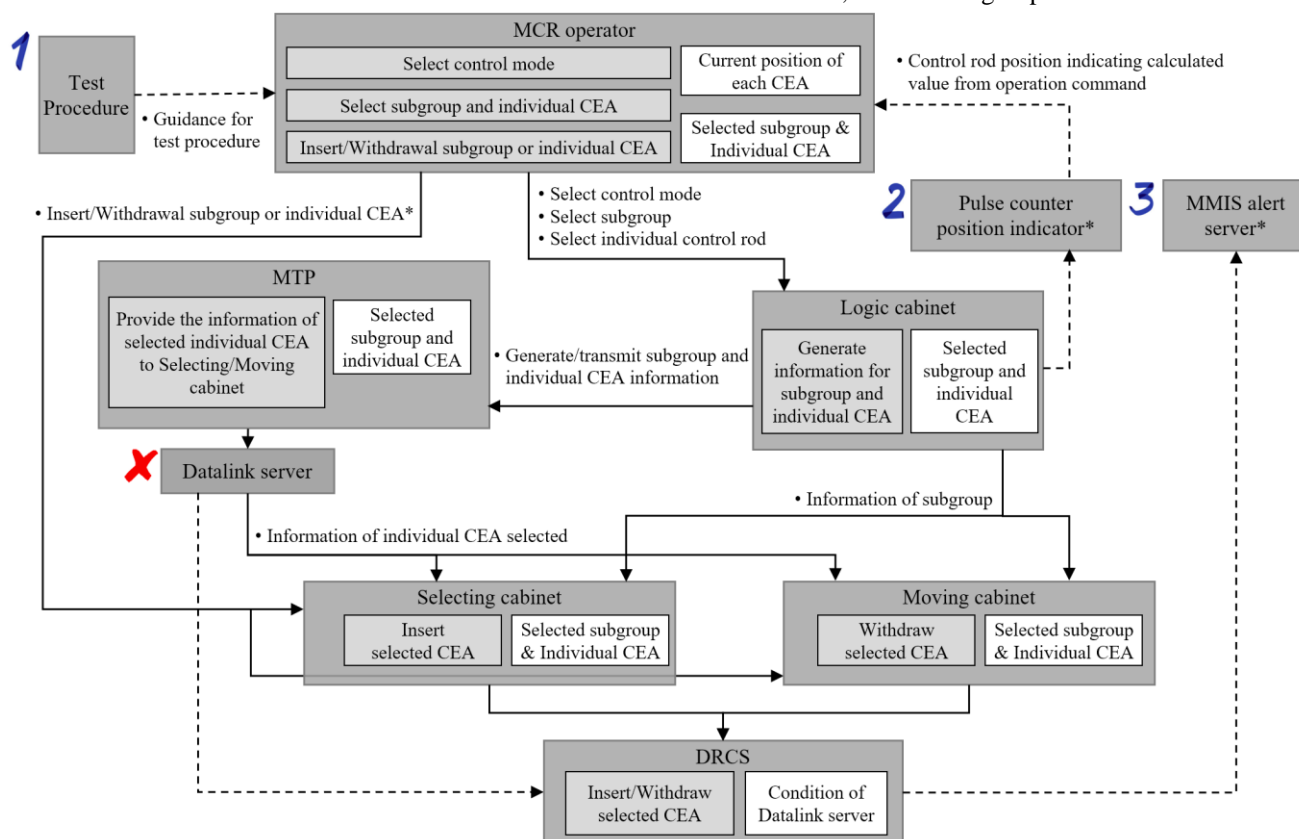 MCR operator
1
Test
Procedure
• Guidance for
test procedure
Select control mode
Select subgroup and individual CEA
Insert/Withdrawal subgroup or individual CEA
Current position of
each CEA
Selected subgroup &
Individual CEA
• Control rod position indicating calculated
value from operation command
• Insert/Withdrawal subgroup or individual CEA*
• Select control mode
• Select subgroup
• Select individual control rod
2
Pulse counter
position indicator*
3
MMIS alert
server*
MTP
Provide the information of
selected individual CEA
to Selecting/Moving
cabinet
Selected
subgroup and
individual CEA
• Generate/transmit subgroup and
individual CEA information
Logic cabinet
Generate
information for
subgroup and
individual CEA
Selected
subgroup and
individual
CEA
Datalink server
• Information of subgroup
• Information of individual CEA selected
Selecting cabinet
Insert
selected CEA
Selected subgroup
& Individual CEA
Moving cabinet
Withdraw
selected CEA
Selected subgroup
& Individual CEA
DRCS
Insert/Withdraw
selected CEA
Condition of
Datalink server